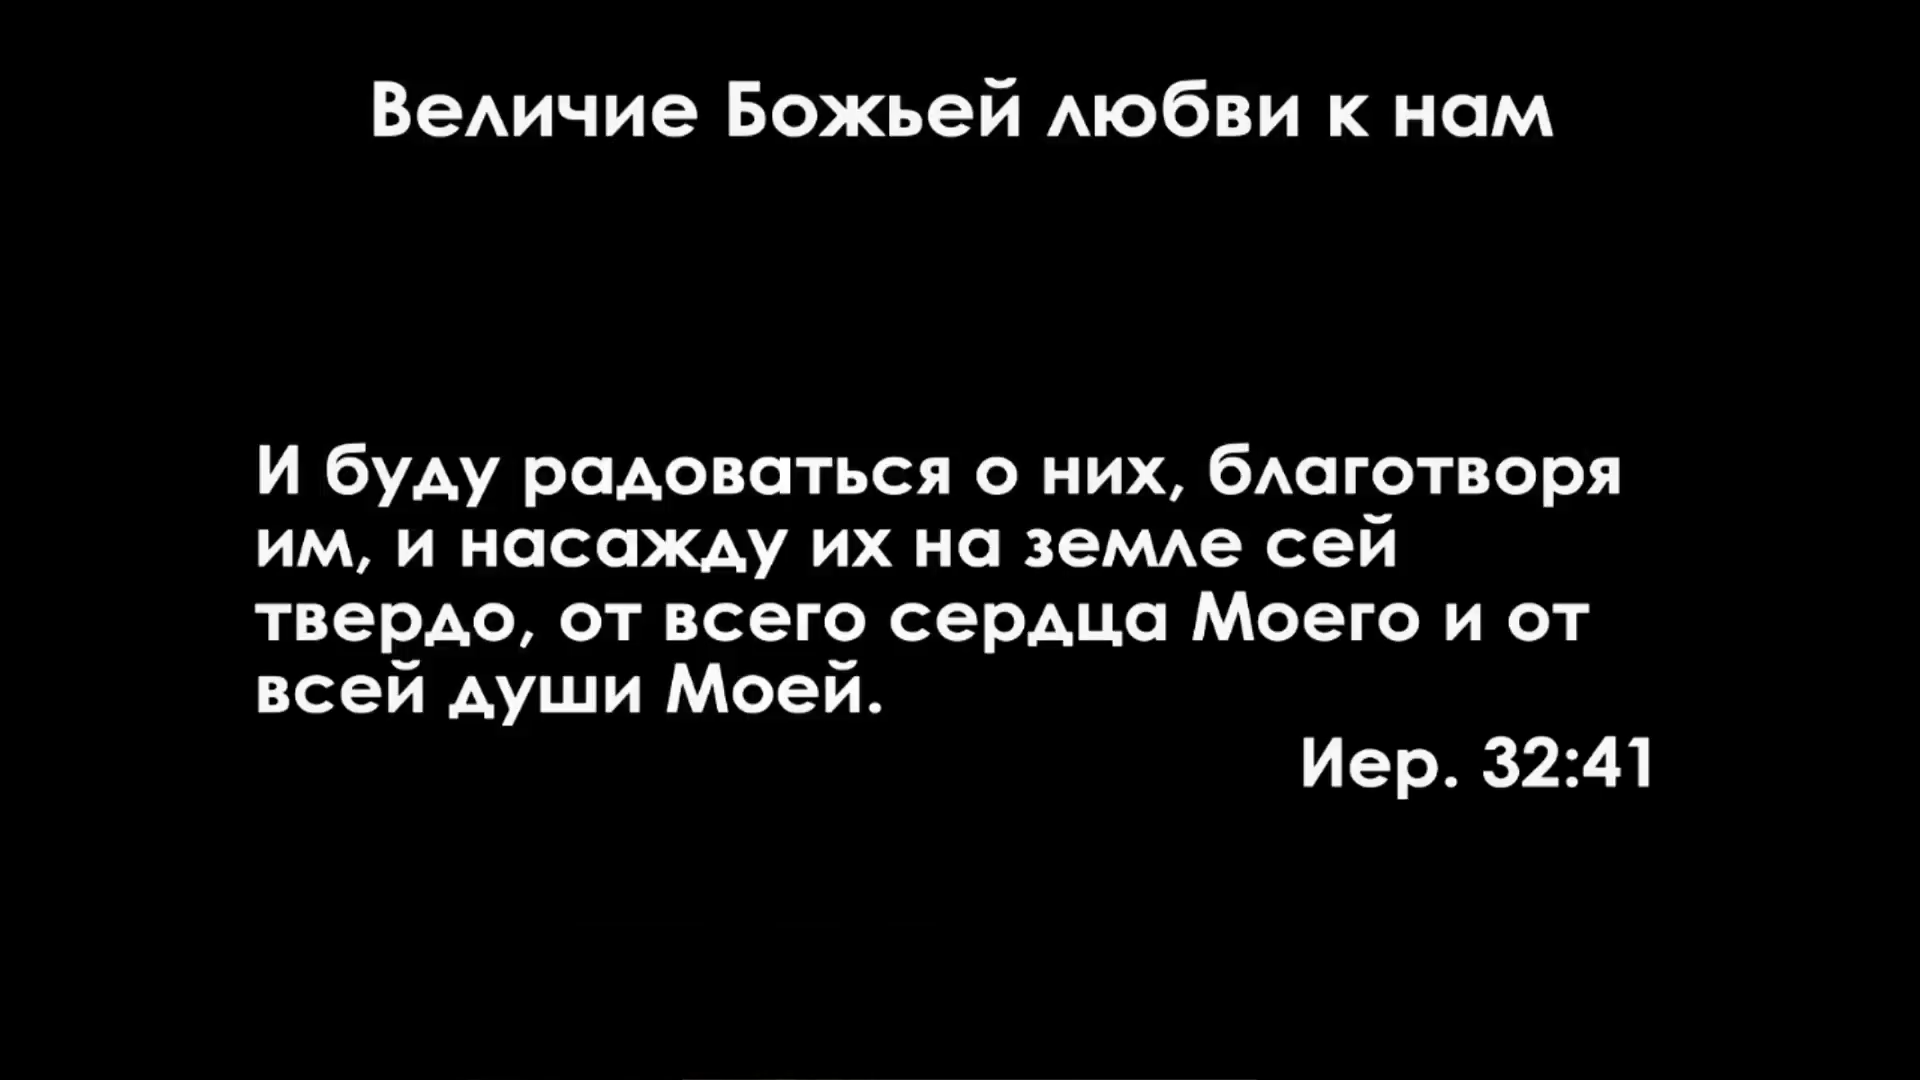 Величие Божьей любви к нам
И буду радоваться о них, благотворя
им, и насажду их на земле сей
твердо, от всего сердца Моего и от
всей души Моей.
Иер. 32:41